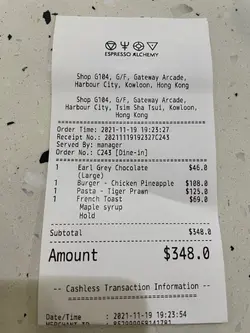 ESPRESSO ALCHEMY
Shop G104, G/F, Gateway Arcade,
Harbour City, Kowloon, Hong Kong
Shop G104, G/F, Gateway Arcade,
Harbour City, Tsim Sha Tsui, Kowloon,
Hong Kong
Order Time: 2021-11-19 19:23:27
Receipt No.: 20211119192327C243
Served By: manager
Order No.: C243 [Dine-in]
1 Earl Grey Chocolate $46.0
(Large)
1 Burger - Chicken Pineapple $108.0
1 Pasta - Tiger Prawn $125.0
1 French Toast $69.0
Maple syrup
Hold
Subtotal $348.0
Amount $348.0
-- Cashless Transaction Information --
Date/Time : 2021-11-19 19:23:54